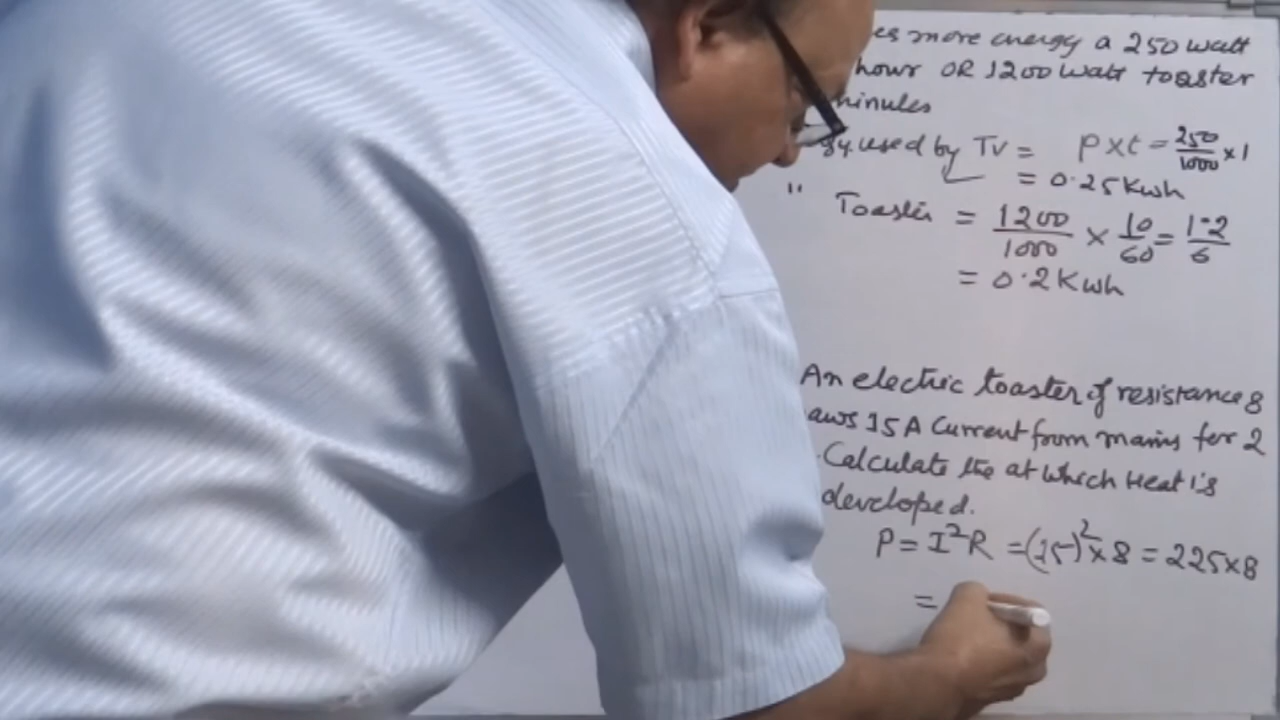 es more energy a 250 watt
hour OR 1200 watt toaster
minutes
gy. used by TV = P x t = 250/1000 x 1
= 0.25 Kwh
" Toaster = 1200/1000 x 10/60 = 1.2/6
= 0.2 Kwh
An electric toaster of resistance 8
aws 15 A Current from mains for 2
Calculate the at which Heat is
developed.
P = I²R = (15)² x 8 = 225 x 8
=